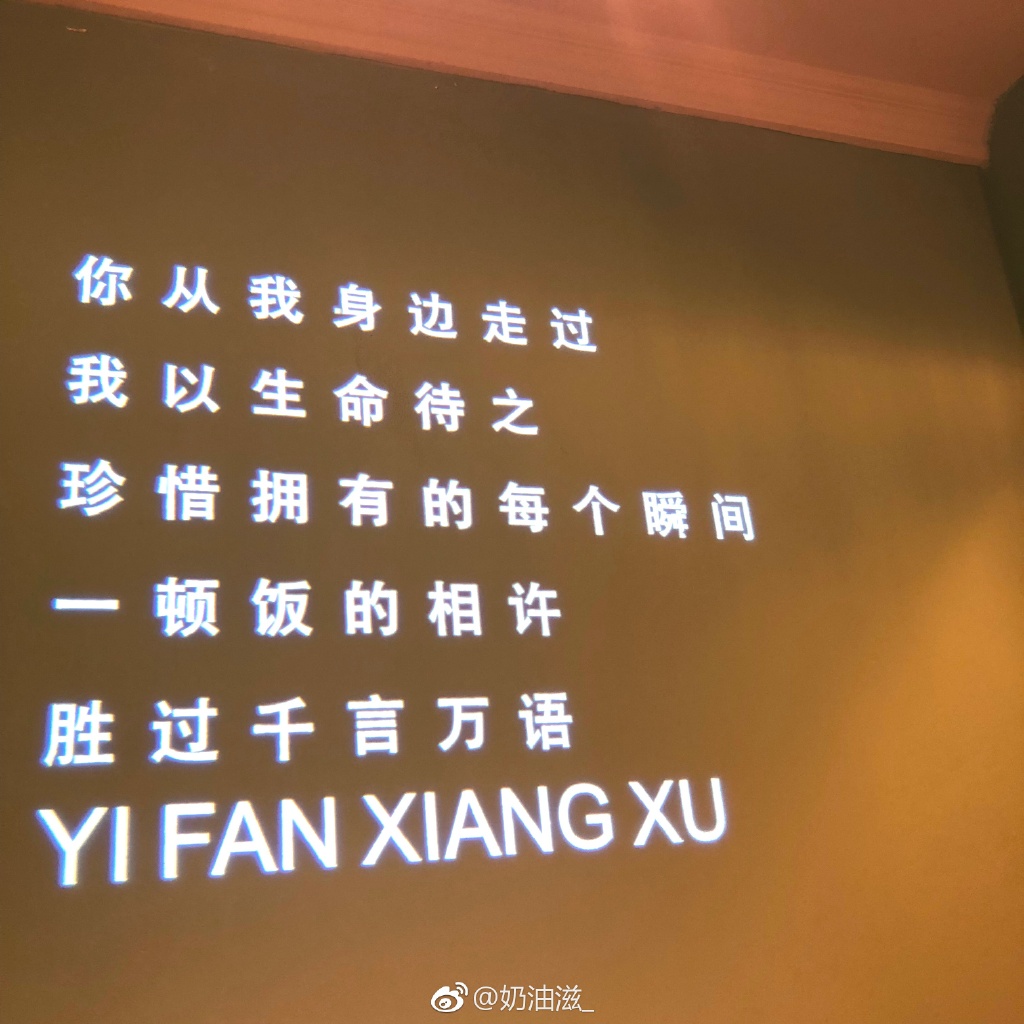 你从我身边走过
我以生命待之
珍惜拥有的每个瞬间
一顿饭的相许
胜过千言万语
YI FAN XIANG XU
@奶油滋_